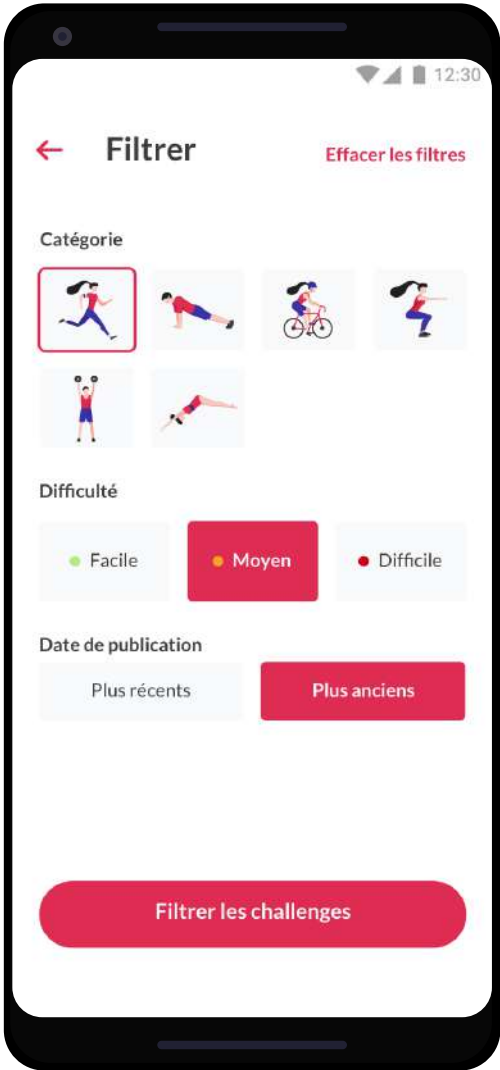 12:30
Filtrer
Effacer les filtres
Catégorie
Difficulté
Facile
Moyen
Difficile
Date de publication
Plus récents
Plus anciens
Filtrer les challenges